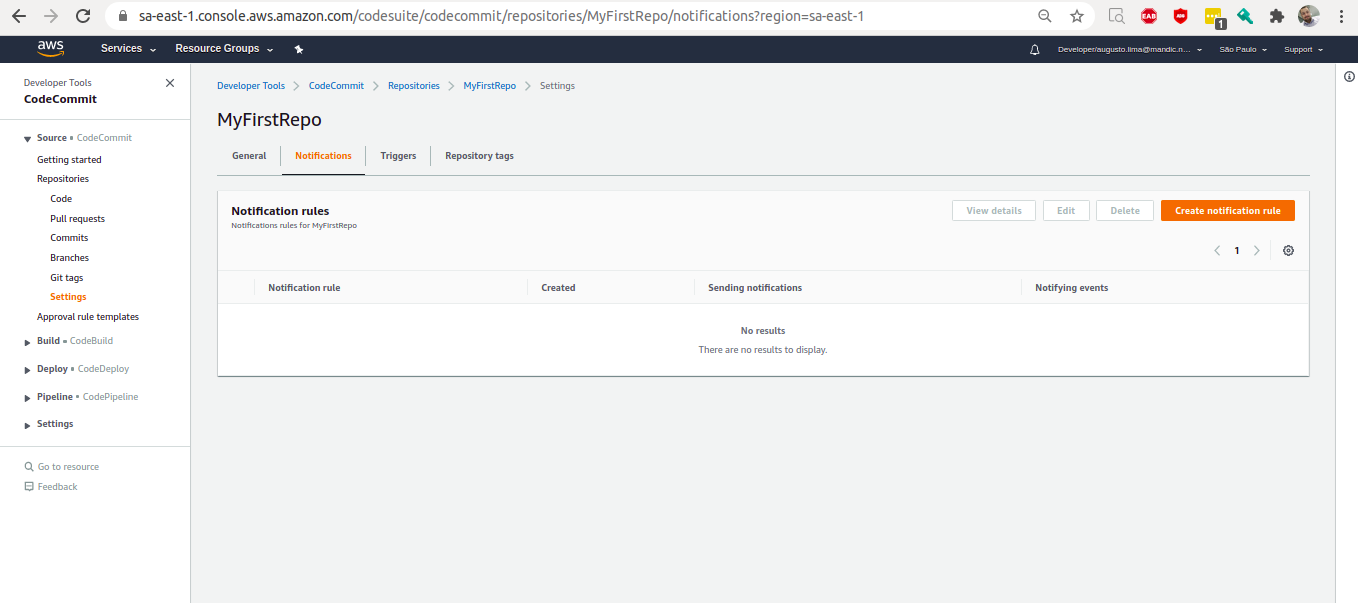 sa-east-1.console.aws.amazon.com/codesuite/codecommit/repositories/MyFirstRepo/notifications?region=sa-east-1
EAB
ABP
1
aws
Services
Resource Groups
Developer/augusto.lima@mandic.n...
São Paulo
Support
Developer Tools
CodeCommit
Source • CodeCommit
Getting started
Repositories
Code
Pull requests
Commits
Branches
Git tags
Settings
Approval rule templates
Build • CodeBuild
Deploy • CodeDeploy
Pipeline • CodePipeline
Settings
Go to resource
Feedback
Developer Tools > CodeCommit > Repositories > MyFirstRepo > Settings
MyFirstRepo
General
Notifications
Triggers
Repository tags
Notification rules
Notifications rules for MyFirstRepo
View details
Edit
Delete
Create notification rule
1
Notification rule
Created
Sending notifications
Notifying events
No results
There are no results to display.